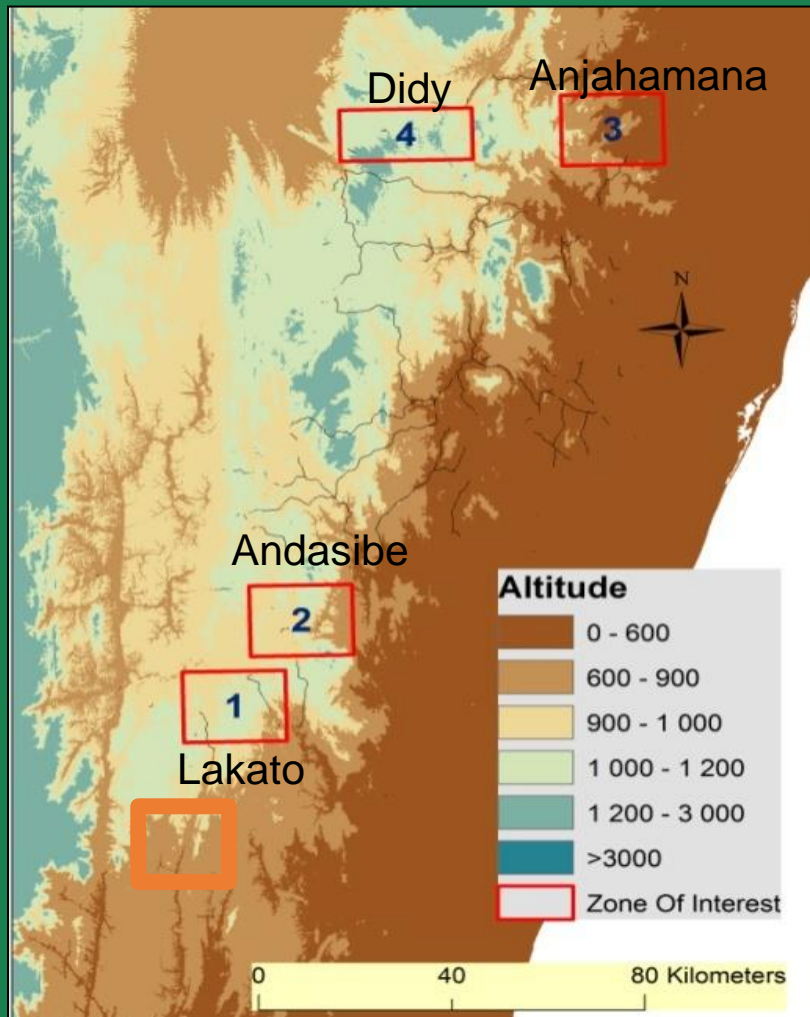 Didy
Anjahamana
4
3
N
Andasibe
2
1
Lakato
Altitude
0 - 600
600 - 900
900 - 1 000
1 000 - 1 200
1 200 - 3 000
>3000
Zone Of Interest
0 40 80 Kilometers